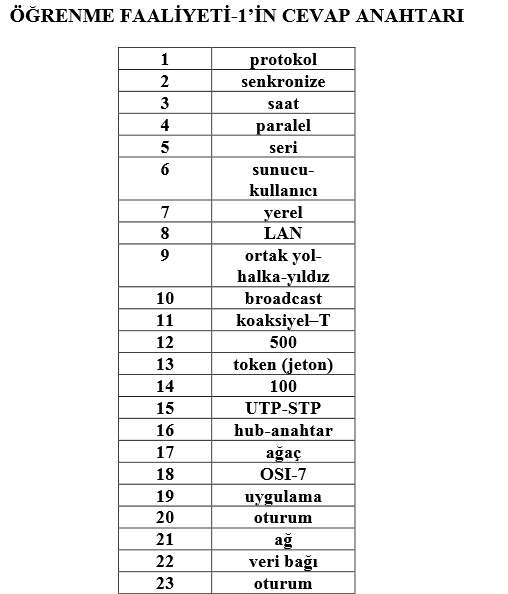 ÖĞRENME FAALİYETİ-1'İN CEVAP ANAHTARI
1 protokol
2 senkronize
3 saat
4 paralel
5 seri
6 sunucu-
kullanıcı
7 yerel
8 LAN
9 ortak yol-
halka-yıldız
10 broadcast
11 koaksiyel–T
12 500
13 token (jeton)
14 100
15 UTP-STP
16 hub-anahtar
17 ağaç
18 OSI-7
19 uygulama
20 oturum
21 ağ
22 veri bağı
23 oturum